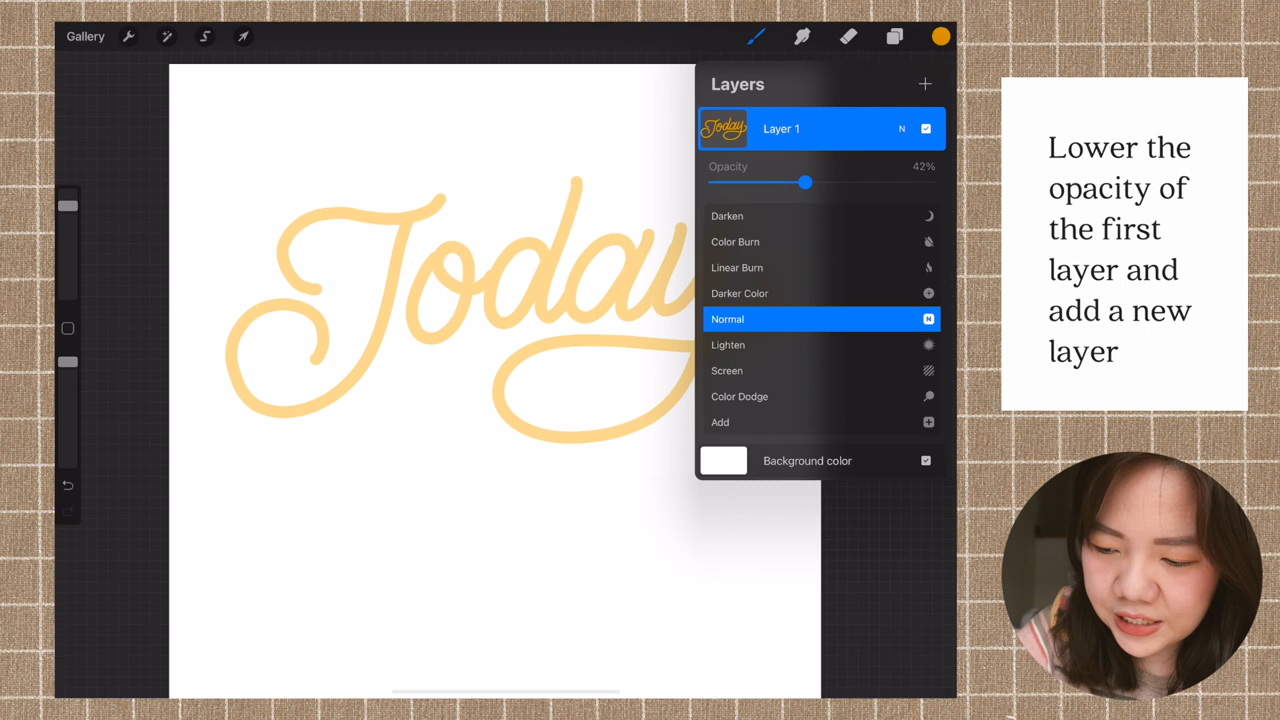 Gallery
Layers
Today
Layer 1
N
Opacity
42%
Darken
Color Burn
Linear Burn
Darker Color
Normal
N
Lighten
Screen
Color Dodge
Add
Background color
Today
Lower the
opacity of
the first
layer and
add a new
layer